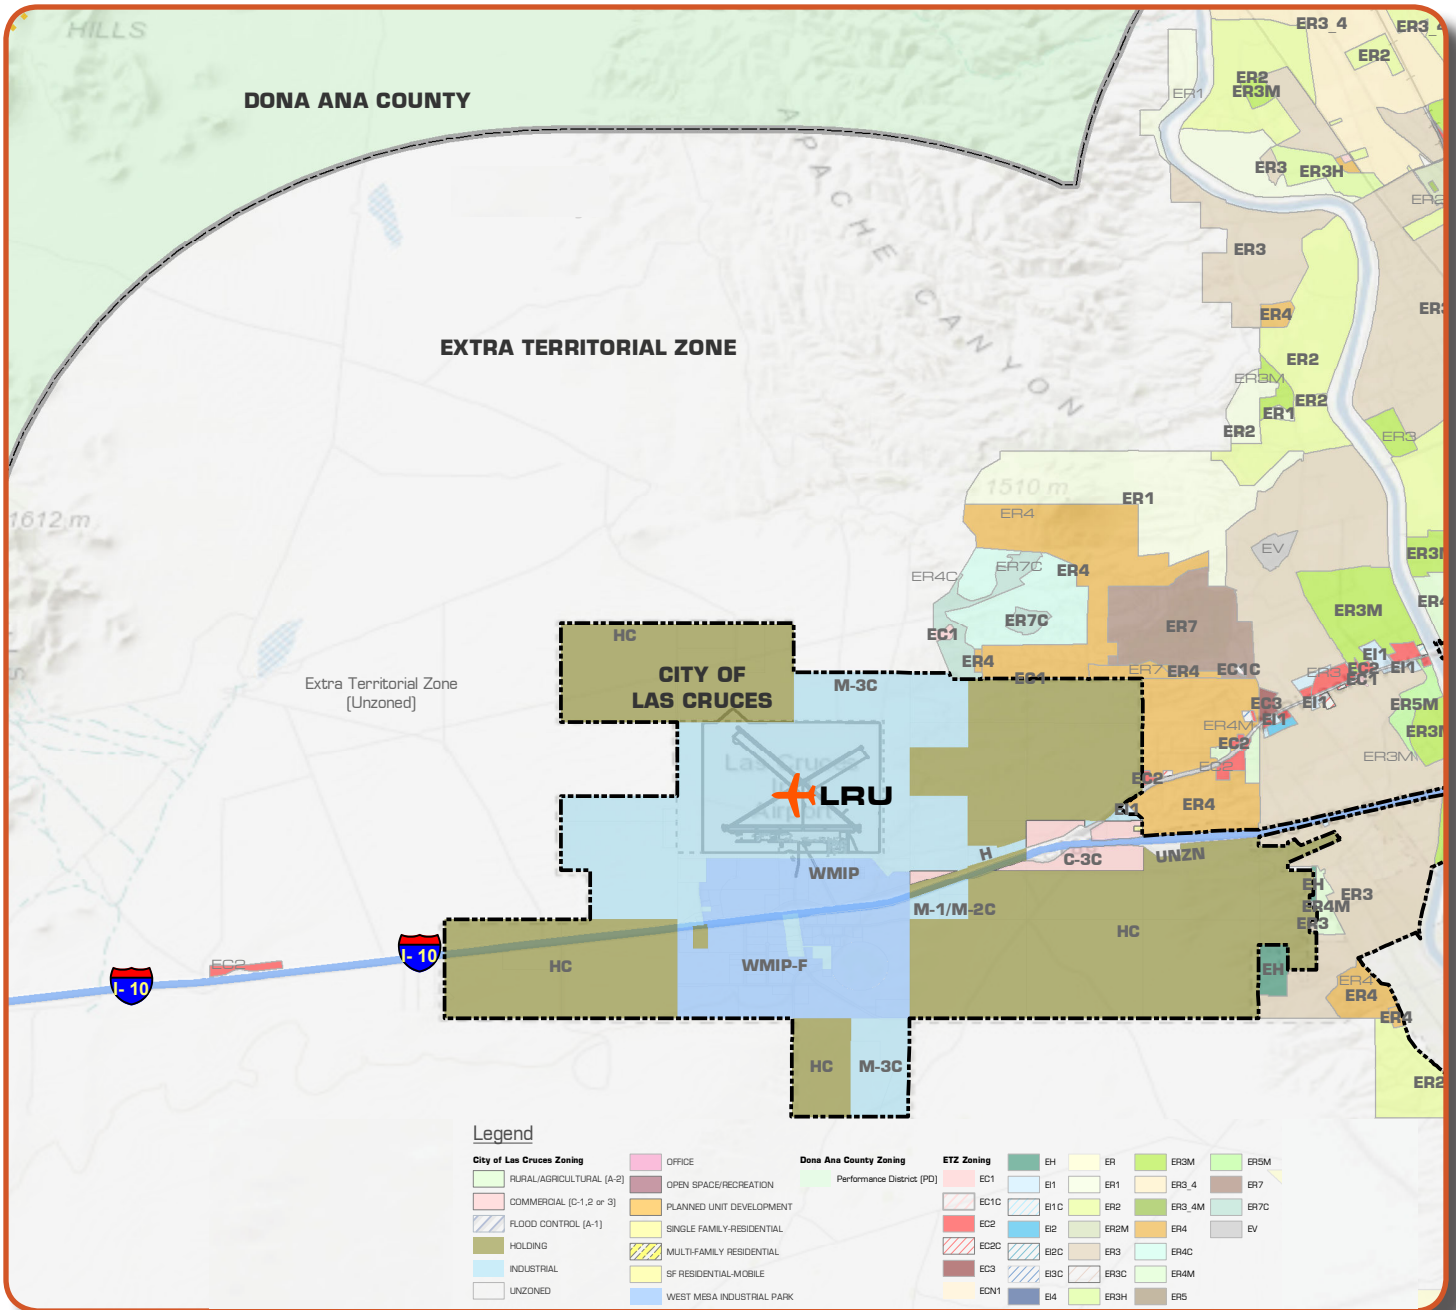 HILLS
DONA ANA COUNTY
APACHE CANYON
EXTRA TERRITORIAL ZONE
1612 m
1510 m
Extra Territorial Zone
(Unzoned)
ER3_4
ER2
ER2
ER3M
ER1
ER3
ER3H
ER3
ER4
ER2
ER3M
ER2
ER1
ER2
ER3
ER1
ER4
EV
ER4C
ER7C
ER4
ER7C
ER7
ER3M
EC1
ER4
EC1
ER7
ER4
EC1C
ER3
EI1
EC2
EC1
EI1
EC3
EI1
EI1
ER5M
ER4M
EC2
EC2
ER3M
EC2
ER4
EI1
HC
CITY OF
LAS CRUCES
M-3C
Las Cruces
Airport
LRU
WMIP
H
C-3C
UNZN
M-1/M-2C
HC
EH
ER3
ER4M
ER3
EH
ER4
ER4
ER4
ER2
EC2
I- 10
I- 10
HC
WMIP-F
HC
M-3C
Legend
City of Las Cruces Zoning
RURAL/AGRICULTURAL (A-2)
COMMERCIAL (C-1,2 or 3)
FLOOD CONTROL (A-1)
HOLDING
INDUSTRIAL
UNZONED
OFFICE
OPEN SPACE/RECREATION
PLANNED UNIT DEVELOPMENT
SINGLE FAMILY-RESIDENTIAL
MULTI-FAMILY RESIDENTIAL
SF RESIDENTIAL-MOBILE
WEST MESA INDUSTRIAL PARK
Dona Ana County Zoning
Performance District (PD)
ETZ Zoning
EC1
EC1C
EC2
EC2C
EC3
ECN1
EH
EI1
EI1C
EI2
EI2C
EI3C
EI4
ER
ER1
ER2
ER2M
ER3
ER3C
ER3H
ER3M
ER3_4
ER3_4M
ER4
ER4C
ER4M
ER5
ER5M
ER7
ER7C
EV